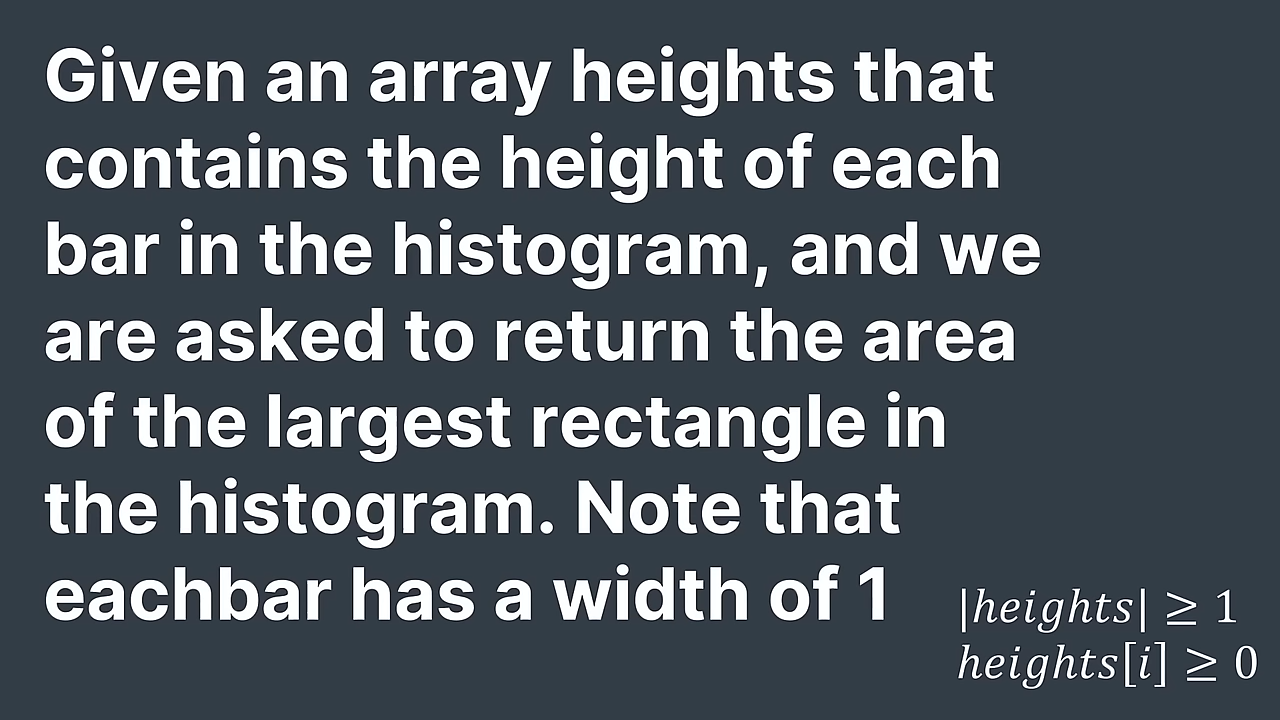 Given an array heights that
contains the height of each
bar in the histogram, and we
are asked to return the area
of the largest rectangle in
the histogram. Note that
eachbar has a width of 1
|heights| ≥ 1
heights[i] ≥ 0